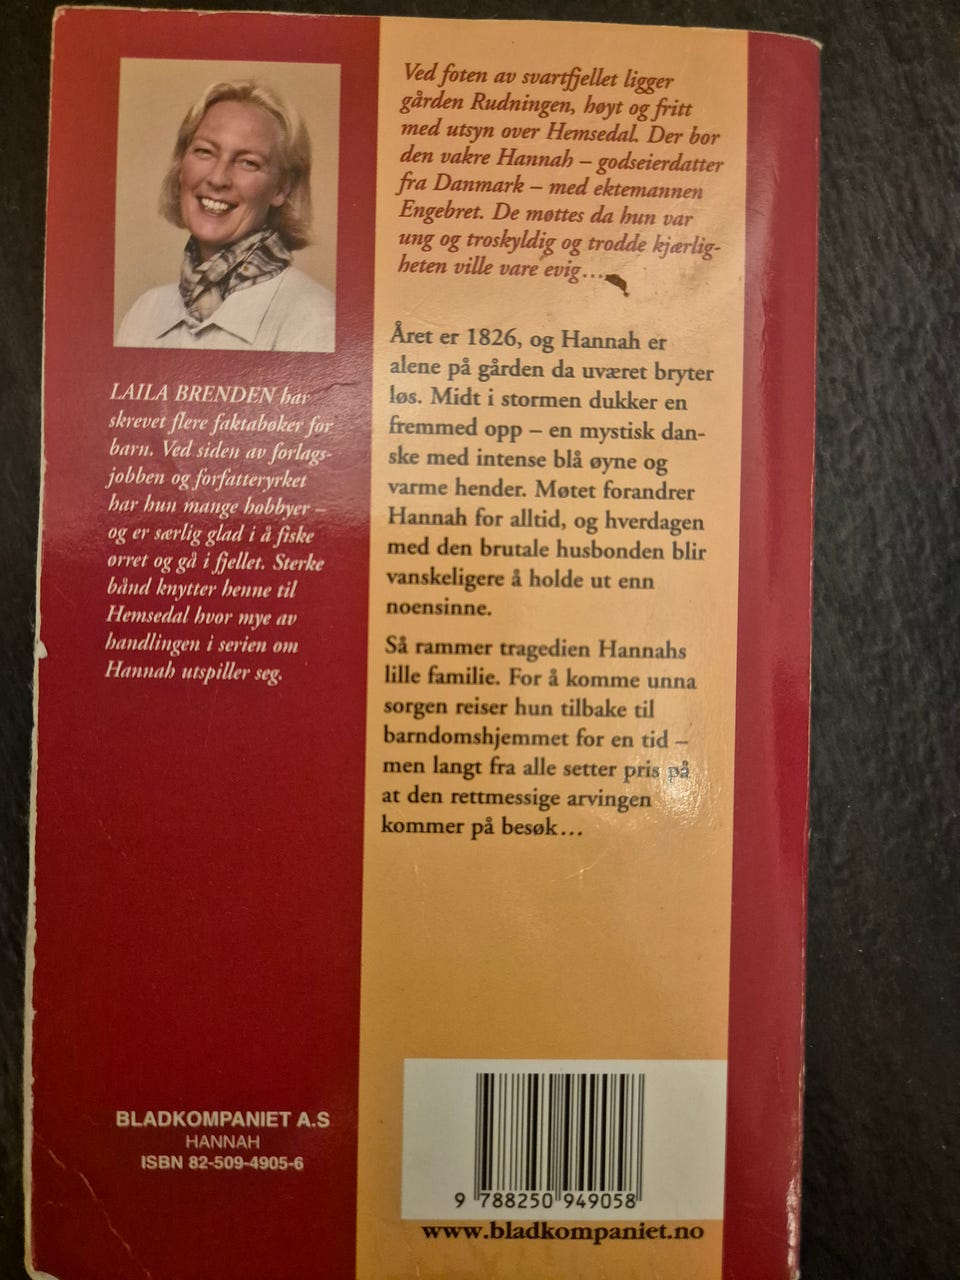 LAILA BRENDEN har
skrevet flere faktabøker for
barn. Ved siden av forlags-
jobben og forfatteryrket
har hun mange hobbyer –
og er særlig glad i å fiske
ørret og gå i fjellet. Sterke
bånd knytter henne til
Hemsedal hvor mye av
handlingen i serien om
Hannah utspiller seg.
BLADKOMPANIET A.S
HANNAH
ISBN 82-509-4905-6
Ved foten av svartfjellet ligger
gården Rudningen, høyt og fritt
med utsyn over Hemsedal. Der bor
den vakre Hannah – godseierdatter
fra Danmark – med ektemannen
Engebret. De møttes da hun var
ung og troskyldig og trodde kjærlig-
heten ville vare evig...
Året er 1826, og Hannah er
alene på gården da uværet bryter
løs. Midt i stormen dukker en
fremmed opp – en mystisk dan-
ske med intense blå øyne og
varme hender. Møtet forandrer
Hannah for alltid, og hverdagen
med den brutale husbonden blir
vanskeligere å holde ut enn
noensinne.
Så rammer tragedien Hannahs
lille familie. For å komme unna
sorgen reiser hun tilbake til
barndomshjemmet for en tid –
men langt fra alle setter pris på
at den rettmessige arvingen
kommer på besøk...
9 788250 949058
www.bladkompaniet.no